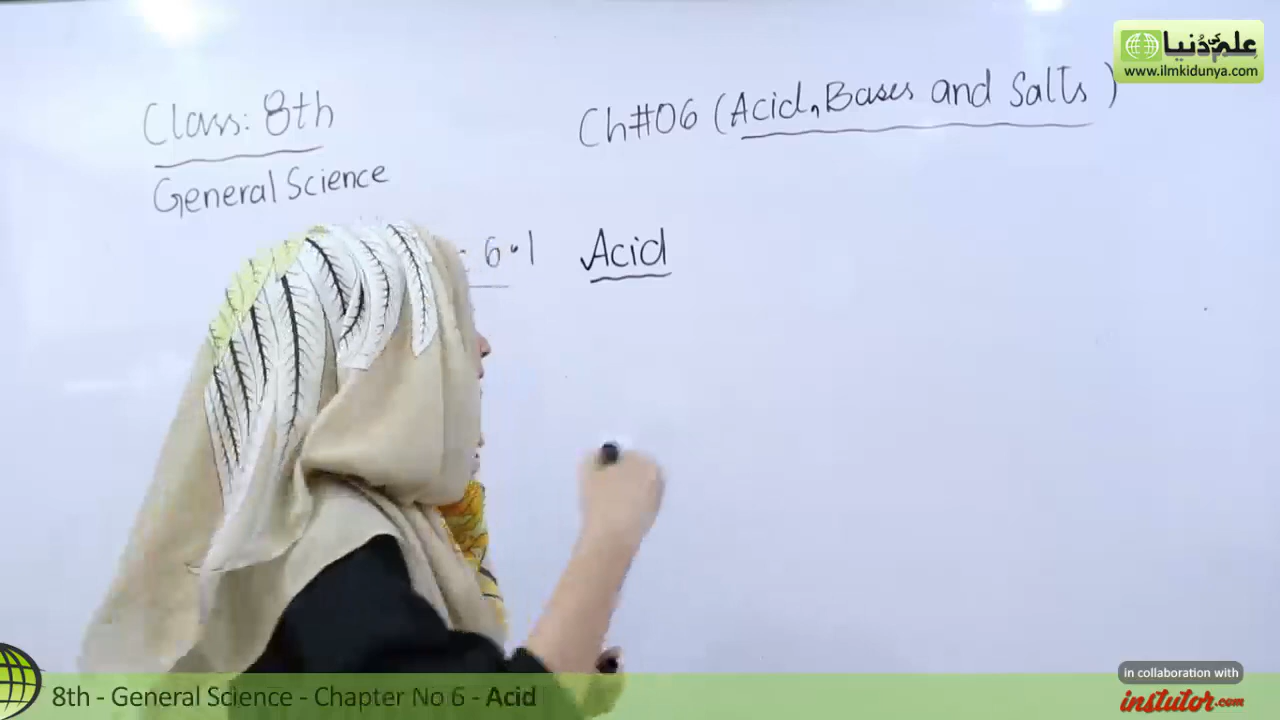 علم کی دُنیا
www.ilmkidunya.com
Class: 8th
Ch#06 (Acid, Bases and Salts)
General Science
: 6.1 Acid
in collaboration with
instutor.com
8th - General Science - Chapter No 6 - Acid